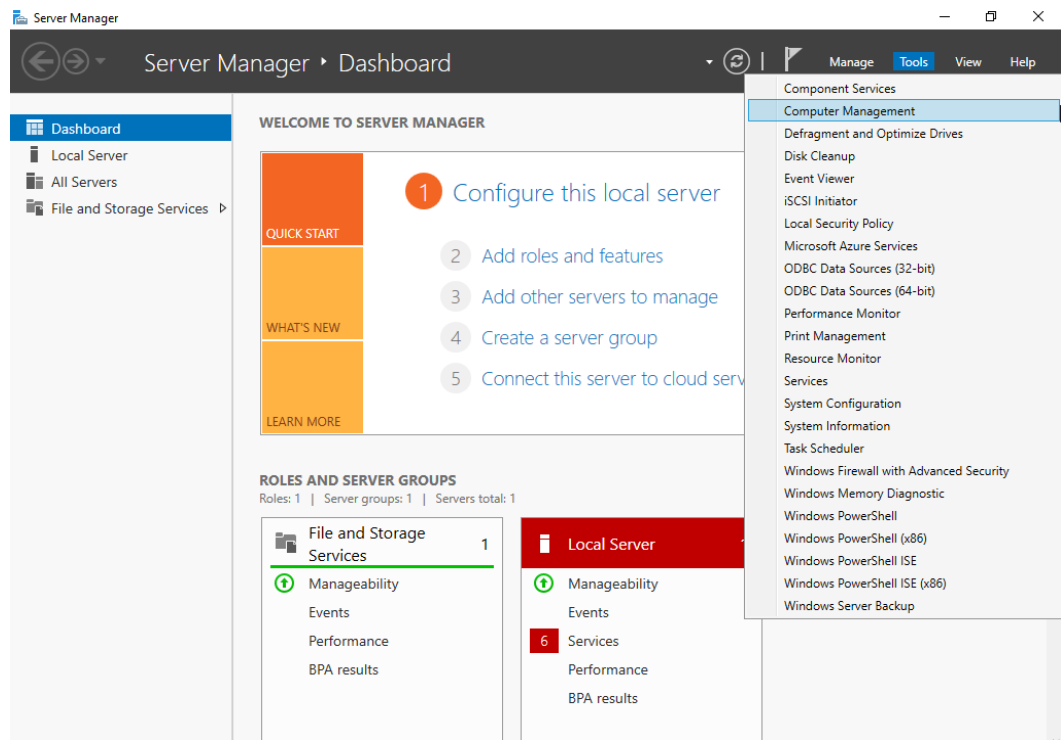 Server Manager
Server Manager ‣ Dashboard
Manage Tools View Help
Dashboard
Local Server
All Servers
File and Storage Services
WELCOME TO SERVER MANAGER
QUICK START
WHAT'S NEW
LEARN MORE
1 Configure this local server
2 Add roles and features
3 Add other servers to manage
4 Create a server group
5 Connect this server to cloud serv
ROLES AND SERVER GROUPS
Roles: 1 | Server groups: 1 | Servers total: 1
File and Storage
Services 1
Manageability
Events
Performance
BPA results
Local Server
Manageability
Events
6 Services
Performance
BPA results
Component Services
Computer Management
Defragment and Optimize Drives
Disk Cleanup
Event Viewer
iSCSI Initiator
Local Security Policy
Microsoft Azure Services
ODBC Data Sources (32-bit)
ODBC Data Sources (64-bit)
Performance Monitor
Print Management
Resource Monitor
Services
System Configuration
System Information
Task Scheduler
Windows Firewall with Advanced Security
Windows Memory Diagnostic
Windows PowerShell
Windows PowerShell (x86)
Windows PowerShell ISE
Windows PowerShell ISE (x86)
Windows Server Backup